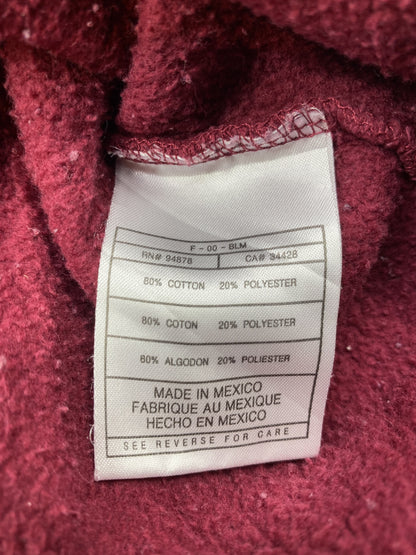 F - 00 - BLM
RN# 94878 CA# 34428
80% COTTON 20% POLYESTER
80% COTON 20% POLYESTER
80% ALGODON 20% POLIESTER
MADE IN MEXICO
FABRIQUE AU MEXIQUE
HECHO EN MEXICO
SEE REVERSE FOR CARE